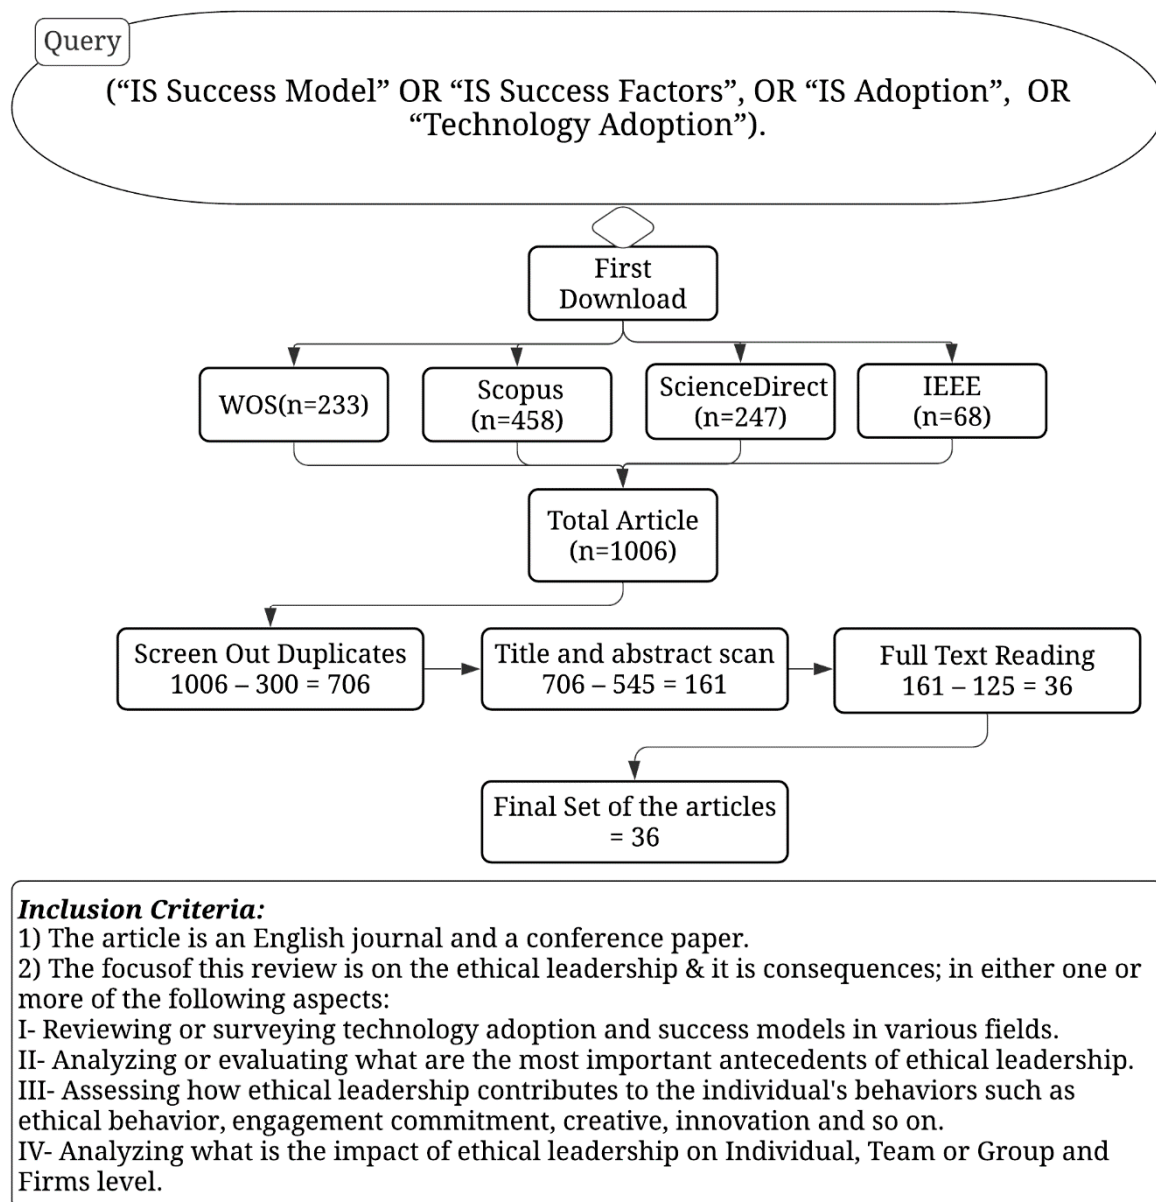 Query
(“IS Success Model” OR “IS Success Factors”, OR “IS Adoption”,  OR
“Technology Adoption”).
First
Download
WOS(n=233)
Scopus
(n=458)
ScienceDirect
(n=247)
IEEE
(n=68)
Total Article
(n=1006)
Screen Out Duplicates
1006 – 300 = 706
Title and abstract scan
706 – 545 = 161
Full Text Reading
161 – 125 = 36
Final Set of the articles
= 36
Inclusion Criteria:
1) The article is an English journal and a conference paper.
2) The focusof this review is on the ethical leadership & it is consequences; in either one or
more of the following aspects:
I- Reviewing or surveying technology adoption and success models in various fields.
II- Analyzing or evaluating what are the most important antecedents of ethical leadership.
III- Assessing how ethical leadership contributes to the individual's behaviors such as
ethical behavior, engagement commitment, creative, innovation and so on.
IV- Analyzing what is the impact of ethical leadership on Individual, Team or Group and
Firms level.